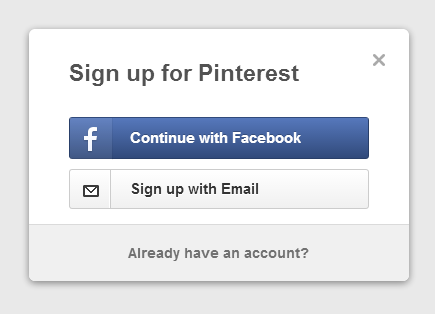 Sign up for Pinterest
Continue with Facebook
Sign up with Email
Already have an account?